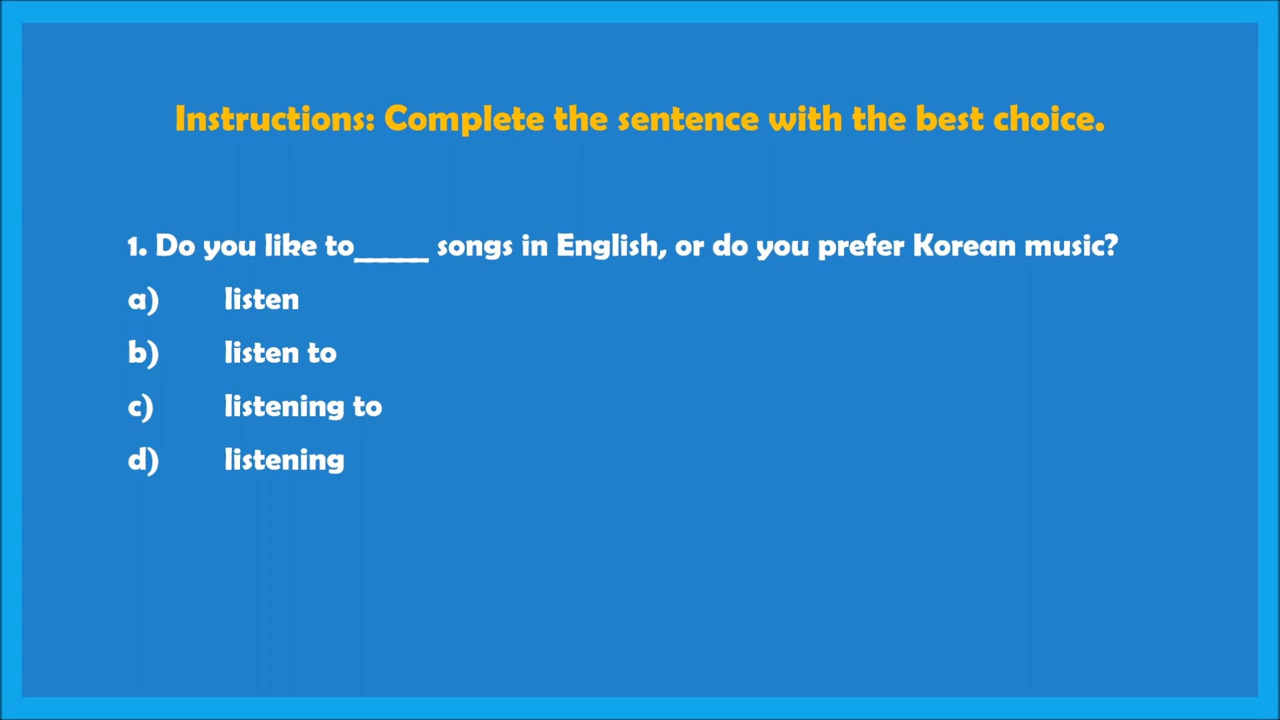 Instructions: Complete the sentence with the best choice.
1. Do you like to_____ songs in English, or do you prefer Korean music?
a) listen
b) listen to
c) listening to
d) listening